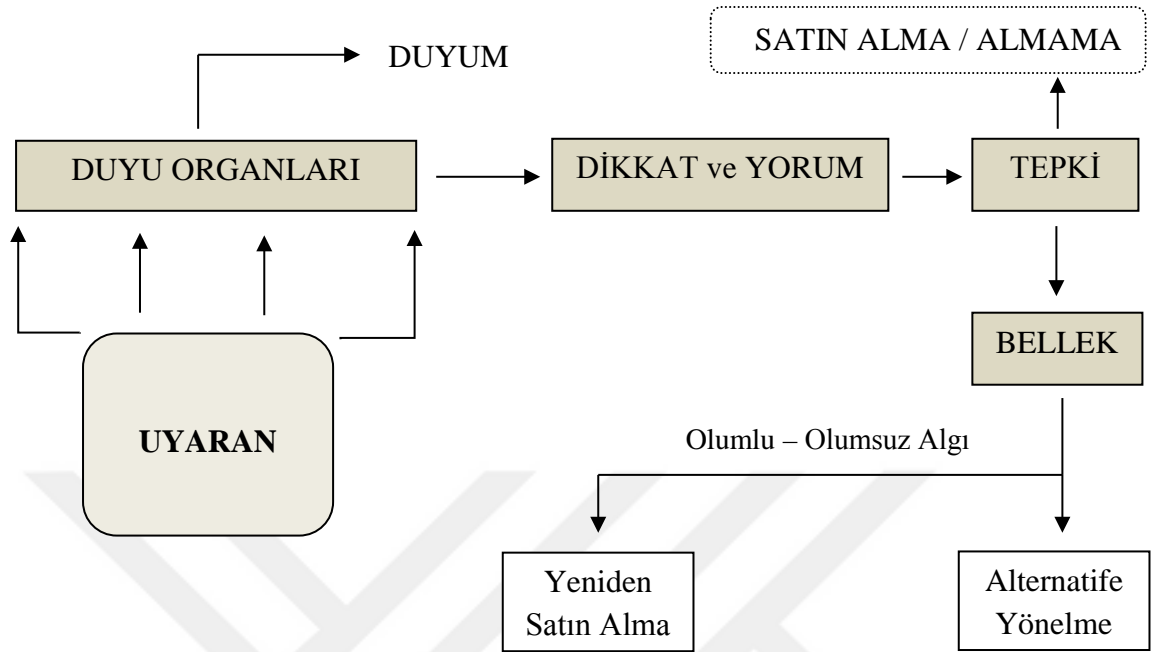 SATIN ALMA / ALMAMA
DUYUM
DUYU ORGANLARI
DİKKAT ve YORUM
TEPKİ
BELLEK
UYARAN
Olumlu – Olumsuz Algı
Yeniden
Satın Alma
Alternatife
Yönelme